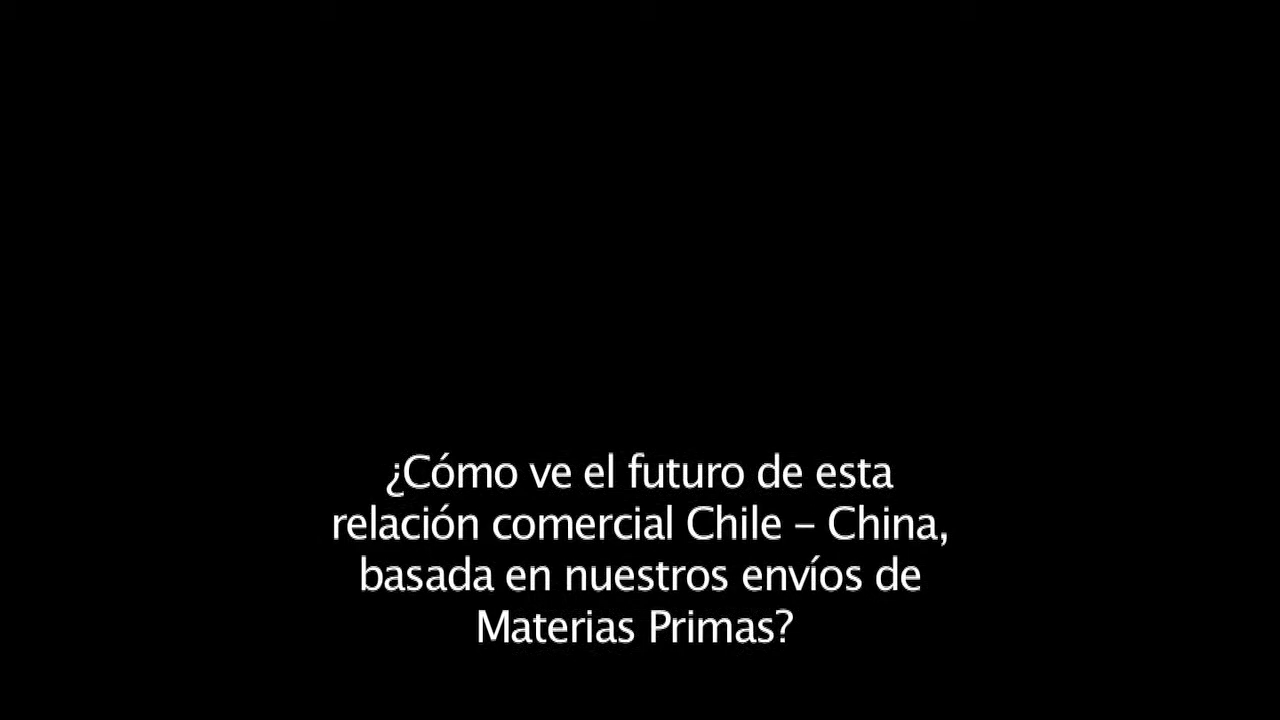 ¿Cómo ve el futuro de esta
relación comercial Chile – China,
basada en nuestros envíos de
Materias Primas?